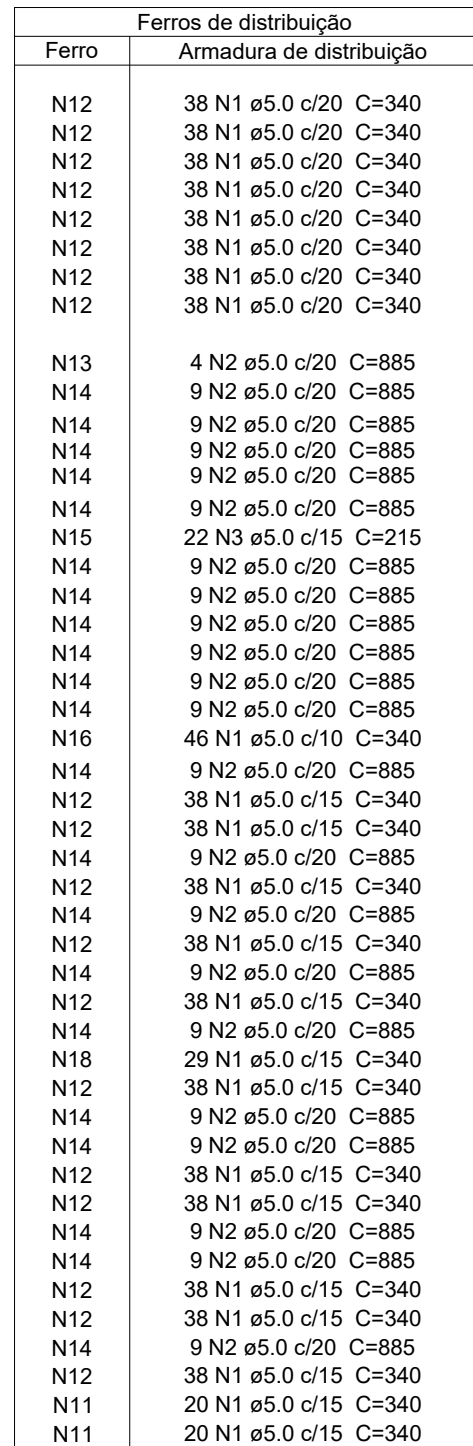 Ferros de distribuição
Ferro Armadura de distribuição
N12 38 N1 ø5.0 c/20 C=340
N12 38 N1 ø5.0 c/20 C=340
N12 38 N1 ø5.0 c/20 C=340
N12 38 N1 ø5.0 c/20 C=340
N12 38 N1 ø5.0 c/20 C=340
N12 38 N1 ø5.0 c/20 C=340
N12 38 N1 ø5.0 c/20 C=340
N12 38 N1 ø5.0 c/20 C=340
N13 4 N2 ø5.0 c/20 C=885
N14 9 N2 ø5.0 c/20 C=885
N14 9 N2 ø5.0 c/20 C=885
N14 9 N2 ø5.0 c/20 C=885
N14 9 N2 ø5.0 c/20 C=885
N14 9 N2 ø5.0 c/20 C=885
N15 22 N3 ø5.0 c/15 C=215
N14 9 N2 ø5.0 c/20 C=885
N14 9 N2 ø5.0 c/20 C=885
N14 9 N2 ø5.0 c/20 C=885
N14 9 N2 ø5.0 c/20 C=885
N14 9 N2 ø5.0 c/20 C=885
N14 9 N2 ø5.0 c/20 C=885
N16 46 N1 ø5.0 c/10 C=340
N14 9 N2 ø5.0 c/20 C=885
N12 38 N1 ø5.0 c/15 C=340
N12 38 N1 ø5.0 c/15 C=340
N14 9 N2 ø5.0 c/20 C=885
N12 38 N1 ø5.0 c/15 C=340
N14 9 N2 ø5.0 c/20 C=885
N12 38 N1 ø5.0 c/15 C=340
N14 9 N2 ø5.0 c/20 C=885
N12 38 N1 ø5.0 c/15 C=340
N14 9 N2 ø5.0 c/20 C=885
N18 29 N1 ø5.0 c/15 C=340
N12 38 N1 ø5.0 c/15 C=340
N14 9 N2 ø5.0 c/20 C=885
N14 9 N2 ø5.0 c/20 C=885
N12 38 N1 ø5.0 c/15 C=340
N12 38 N1 ø5.0 c/15 C=340
N14 9 N2 ø5.0 c/20 C=885
N14 9 N2 ø5.0 c/20 C=885
N12 38 N1 ø5.0 c/15 C=340
N12 38 N1 ø5.0 c/15 C=340
N14 9 N2 ø5.0 c/20 C=885
N12 38 N1 ø5.0 c/15 C=340
N11 20 N1 ø5.0 c/15 C=340
N11 20 N1 ø5.0 c/15 C=340